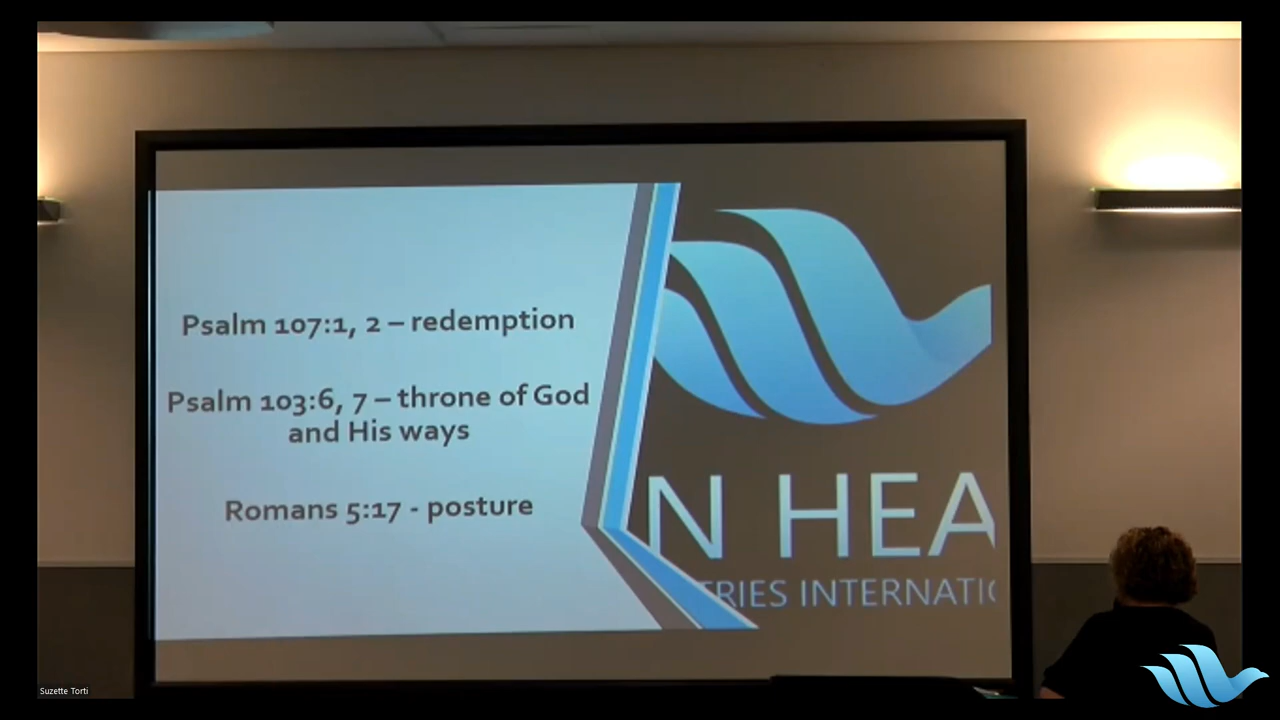 Psalm 107:1, 2 – redemption
Psalm 103:6, 7 – throne of God
and His ways
Romans 5:17 - posture
N HEA
TRIES INTERNATIO
Suzette Torti